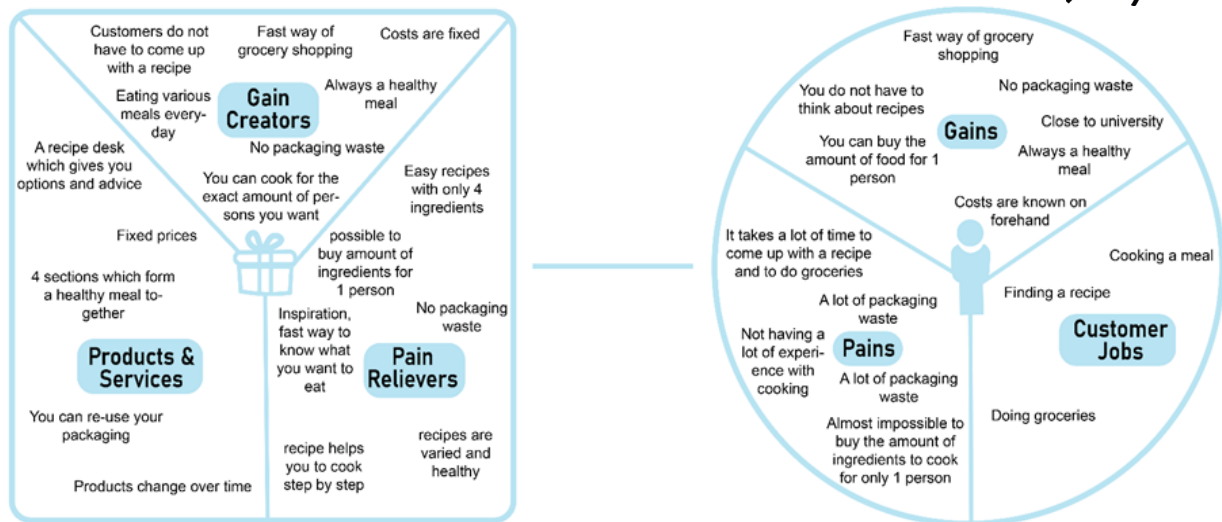 Customers do not
have to come up
with a recipe
Fast way of
grocery shopping
Costs are fixed
Eating various
meals every-
day
Gain
Creators
Always a healthy
meal
No packaging waste
You can cook for the
exact amount of per-
sons you want
A recipe desk
which gives you
options and advice
Fixed prices
4 sections which form
a healthy meal to-
gether
Products &
Services
You can re-use your
packaging
Products change over time
Easy recipes
with only 4
ingredients
possible to
buy amount of
ingredients for
1 person
No packaging
waste
Inspiration,
fast way to
know what
you want to
eat
Pain
Relievers
recipe helps
you to cook
step by step
recipes are
varied and
healthy
Fast way of grocery
shopping
You do not have to
think about recipes
No packaging waste
Gains
Close to university
You can buy the
amount of food for 1
person
Always a healthy
meal
Costs are known on
forehand
It takes a lot of time to
come up with a recipe
and to do groceries
A lot of packaging
waste
Not having a
lot of experi-
ence with
cooking
Pains
A lot of packaging
waste
Almost impossible to
buy the amount of
ingredients to cook
for only 1 person
Cooking a meal
Finding a recipe
Customer
Jobs
Doing groceries